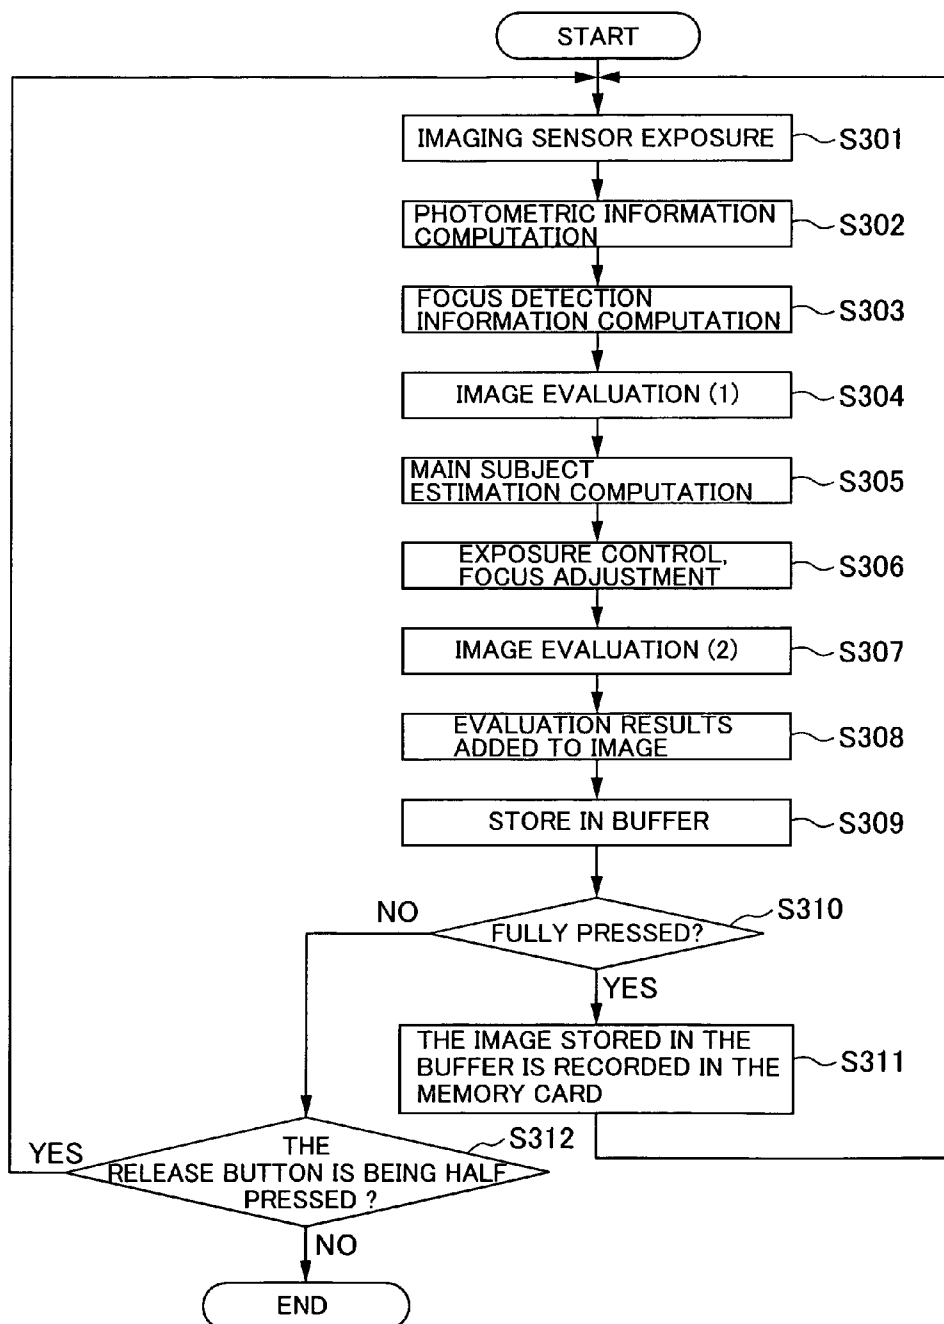 START
IMAGING SENSOR EXPOSURE
S301
PHOTOMETRIC INFORMATION
COMPUTATION
S302
FOCUS DETECTION
INFORMATION COMPUTATION
S303
IMAGE EVALUATION (1)
S304
MAIN SUBJECT
ESTIMATION COMPUTATION
S305
EXPOSURE CONTROL,
FOCUS ADJUSTMENT
S306
IMAGE EVALUATION (2)
S307
EVALUATION RESULTS
ADDED TO IMAGE
S308
STORE IN BUFFER
S309
NO
FULLY PRESSED?
S310
YES
THE IMAGE STORED IN THE
BUFFER IS RECORDED IN THE
MEMORY CARD
S311
YES
THE
RELEASE BUTTON IS BEING HALF
PRESSED ?
S312
NO
END